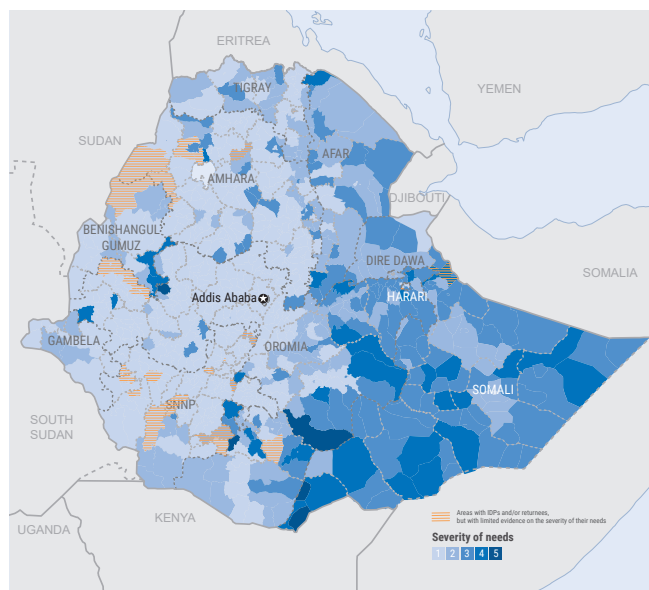 ERITREA
YEMEN
TIGRAY
SUDAN
AFAR
AMHARA
DJIBOUTI
BENISHANGUL
GUMUZ
DIRE DAWA
SOMALIA
Addis Ababa
HARARI
GAMBELA
OROMIA
SOMALI
SNNP
SOUTH
SUDAN
Areas with IDPs and/or returnees,
but with limited evidence on the severity of their needs
KENYA
UGANDA
Severity of needs
1 2 3 4 5